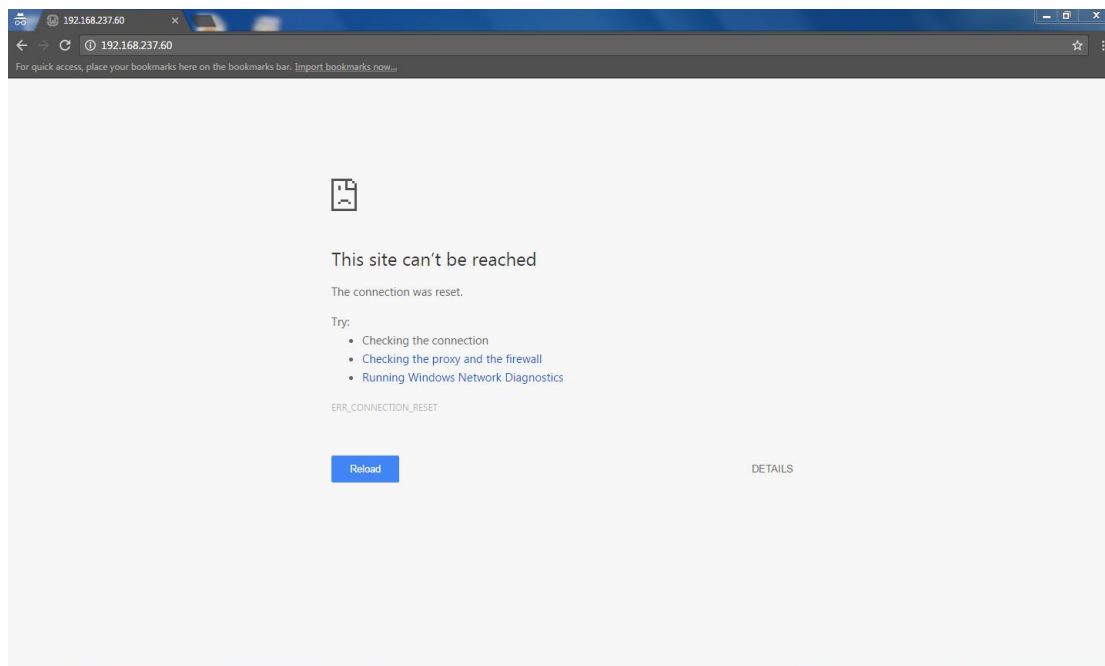 192.168.237.60
192.168.237.60
For quick access, place your bookmarks here on the bookmarks bar. Import bookmarks now...
This site can't be reached
The connection was reset.
Try:
• Checking the connection
• Checking the proxy and the firewall
• Running Windows Network Diagnostics
ERR_CONNECTION_RESET
Reload DETAILS